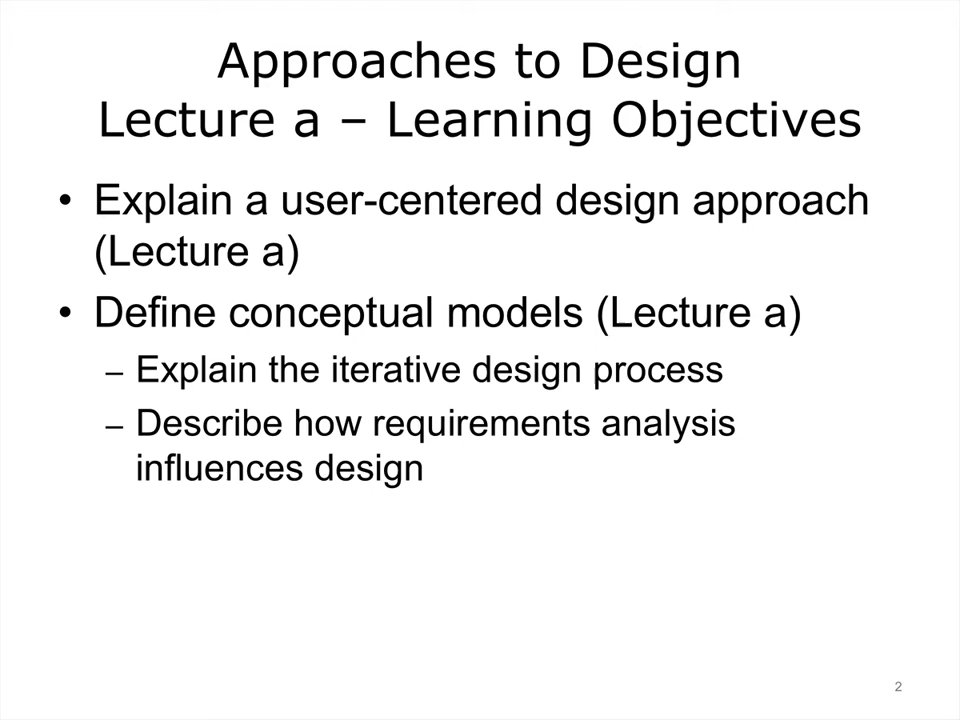 Approaches to Design
Lecture a – Learning Objectives
• Explain a user-centered design approach
(Lecture a)
• Define conceptual models (Lecture a)
– Explain the iterative design process
– Describe how requirements analysis
influences design
2